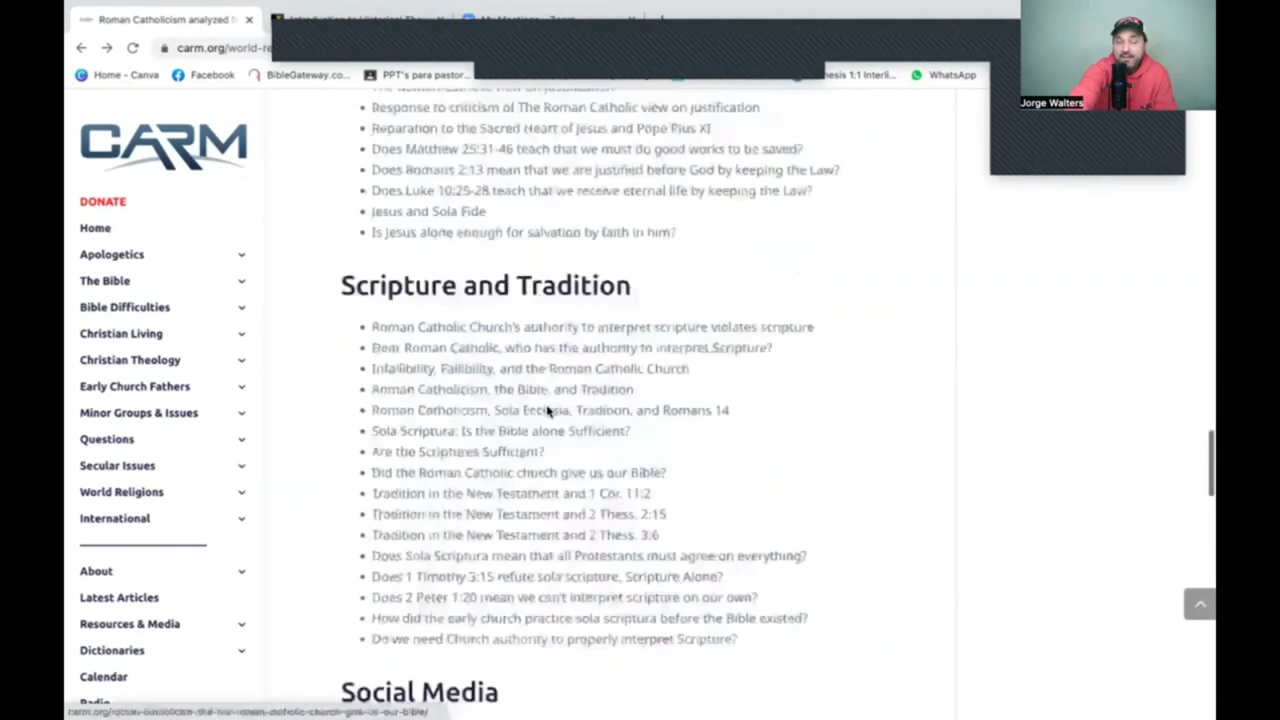 Roman Catholicism analyzed
carm.org/world-re
Home – Canva
Facebook
BibleGateway.co...
PPT's para pastor...
nesis 1:1 Interli...
WhatsApp
Jorge Walters
CARM
DONATE
Home
Apologetics
The Bible
Bible Difficulties
Christian Living
Christian Theology
Early Church Fathers
Minor Groups & Issues
Questions
Secular Issues
World Religions
International
About
Latest Articles
Resources & Media
Dictionaries
Calendar
Radio
Response to criticism of The Roman Catholic view on justification
Reparation to the Sacred Heart of Jesus and Pope Pius XI
Does Matthew 25:31-46 teach that we must do good works to be saved?
Does Romans 2:13 mean that we are justified before God by keeping the Law?
Does Luke 10:25-28 teach that we receive eternal life by keeping the Law?
Jesus and Sola Fide
Is Jesus alone enough for salvation by faith in him?
Scripture and Tradition
Roman Catholic Church's authority to interpret scripture violates scripture
Dear Roman Catholic, who has the authority to interpret Scripture?
Infallibility, Fallibility, and the Roman Catholic Church
Roman Catholicism, the Bible, and Tradition
Roman Catholicism, Sola Ecclesia, Tradition, and Romans 14
Sola Scriptura: Is the Bible alone Sufficient?
Are the Scriptures Sufficient?
Did the Roman Catholic church give us our Bible?
Tradition in the New Testament and 1 Cor. 11:2
Tradition in the New Testament and 2 Thess. 2:15
Tradition in the New Testament and 2 Thess. 3:6
Does Sola Scriptura mean that all Protestants must agree on everything?
Does 1 Timothy 3:15 refute sola scripture, Scripture Alone?
Does 2 Peter 1:20 mean we can't interpret scripture on our own?
How did the early church practice sola scriptura before the Bible existed?
Do we need Church authority to properly interpret Scripture?
Social Media